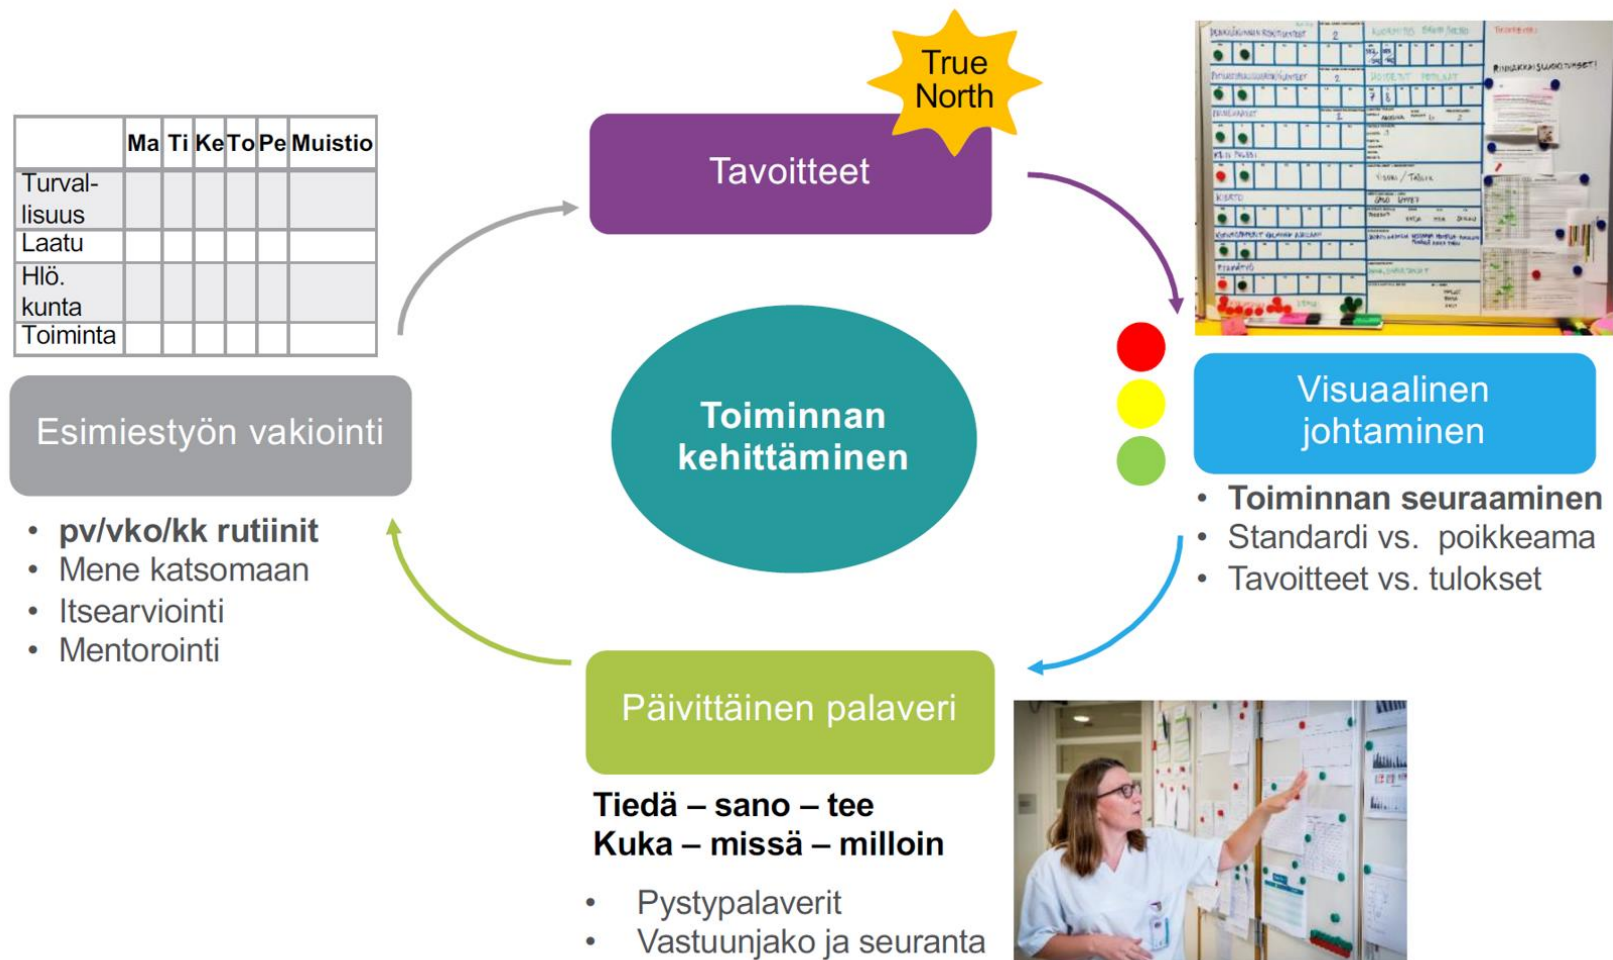 True
North
Tavoitteet
Ma Ti Ke To Pe Muistio
Turval-
lisuus
Laatu
Hlö.
kunta
Toiminta
RINNAKKAISLUOKITUKSET!
KIERTO
Toiminnan
kehittäminen
Esimiestyön vakiointi
• pv/vko/kk rutiinit
• Mene katsomaan
• Itsearviointi
• Mentorointi
Visuaalinen
johtaminen
• Toiminnan seuraaminen
• Standardi vs. poikkeama
• Tavoitteet vs. tulokset
Päivittäinen palaveri
Tiedä – sano – tee
Kuka – missä – milloin
• Pystypalaverit
• Vastuunjako ja seuranta